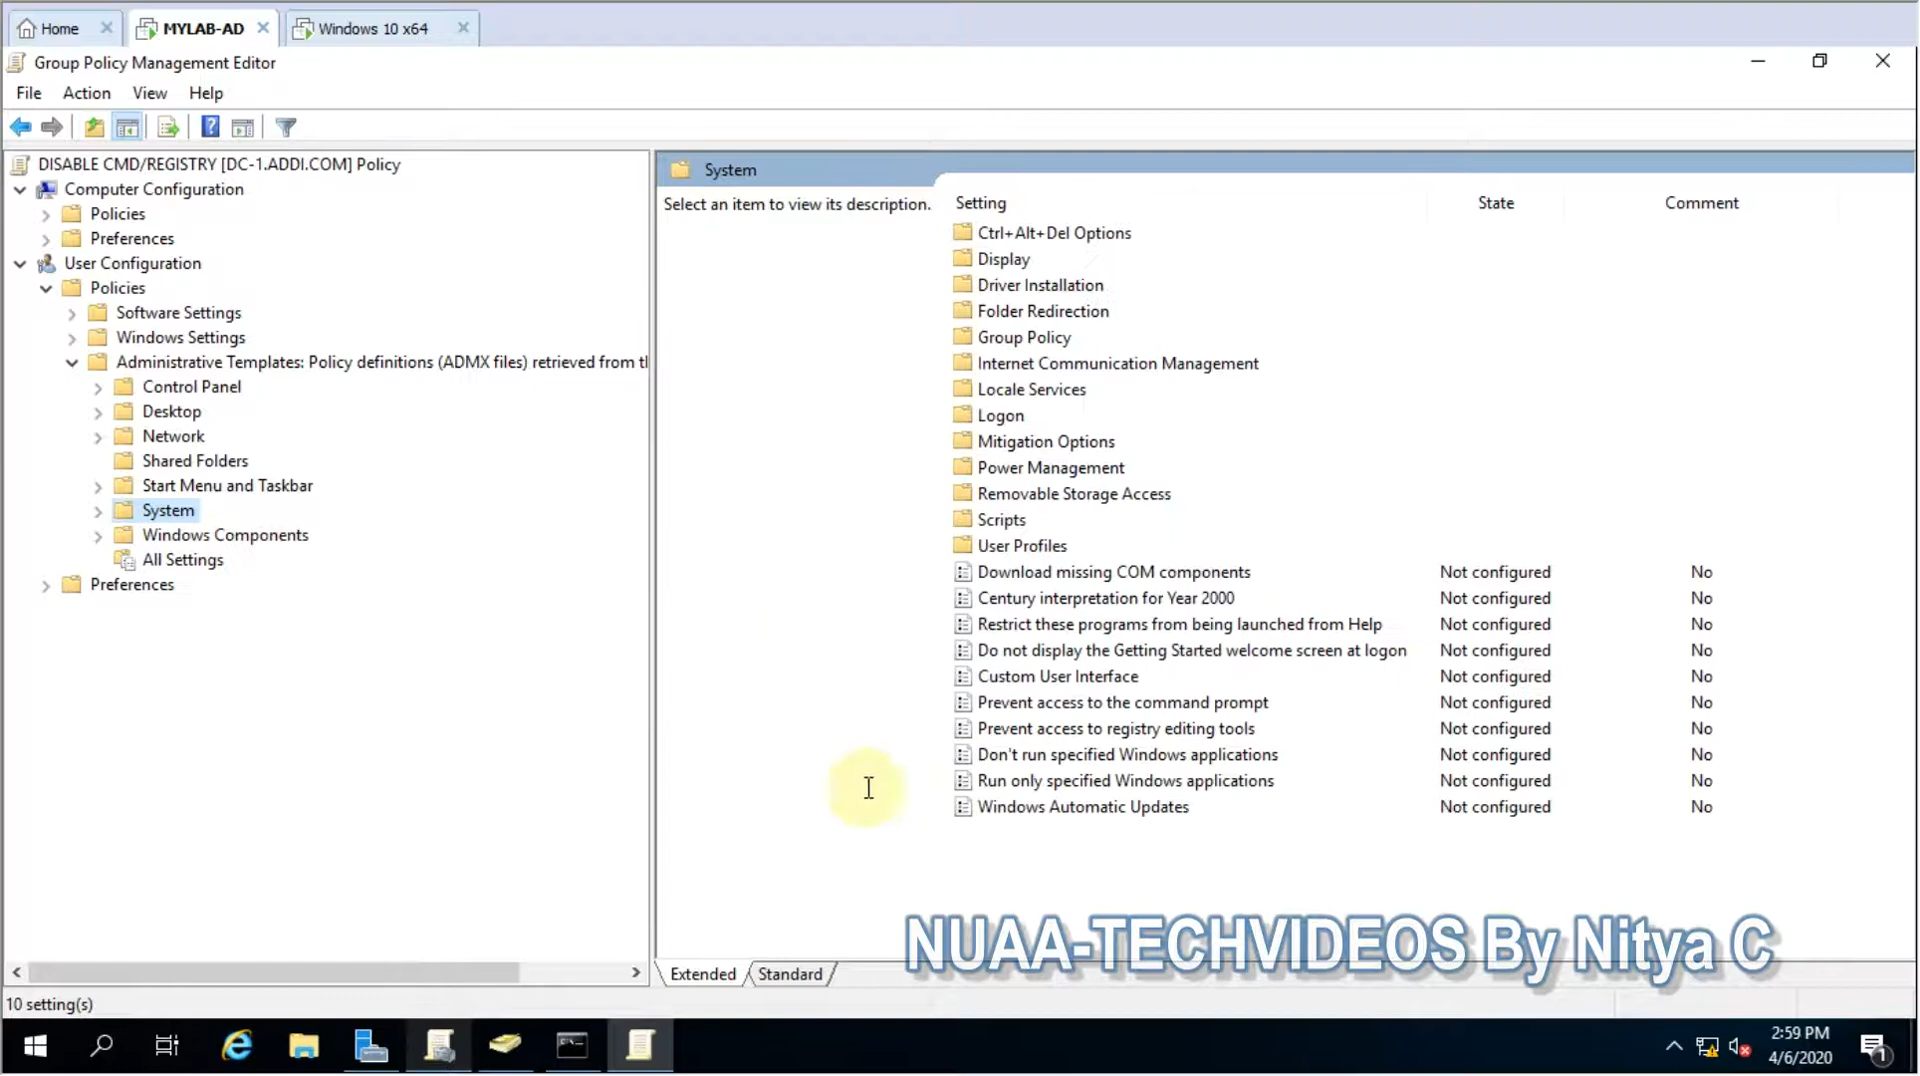 Home
MYLAB-AD
Windows 10 x64
Group Policy Management Editor
File Action View Help
DISABLE CMD/REGISTRY [DC-1.ADDI.COM] Policy
Computer Configuration
Policies
Preferences
User Configuration
Policies
Software Settings
Windows Settings
Administrative Templates: Policy definitions (ADMX files) retrieved from tl
Control Panel
Desktop
Network
Shared Folders
Start Menu and Taskbar
System
Windows Components
All Settings
Preferences
System
Select an item to view its description.
Setting State Comment
Ctrl+Alt+Del Options
Display
Driver Installation
Folder Redirection
Group Policy
Internet Communication Management
Locale Services
Logon
Mitigation Options
Power Management
Removable Storage Access
Scripts
User Profiles
Download missing COM components Not configured No
Century interpretation for Year 2000 Not configured No
Restrict these programs from being launched from Help Not configured No
Do not display the Getting Started welcome screen at logon Not configured No
Custom User Interface Not configured No
Prevent access to the command prompt Not configured No
Prevent access to registry editing tools Not configured No
Don't run specified Windows applications Not configured No
Run only specified Windows applications Not configured No
Windows Automatic Updates Not configured No
NUAA-TECHVIDEOS By Nitya C
Extended Standard
10 setting(s)
2:59 PM
4/6/2020
1